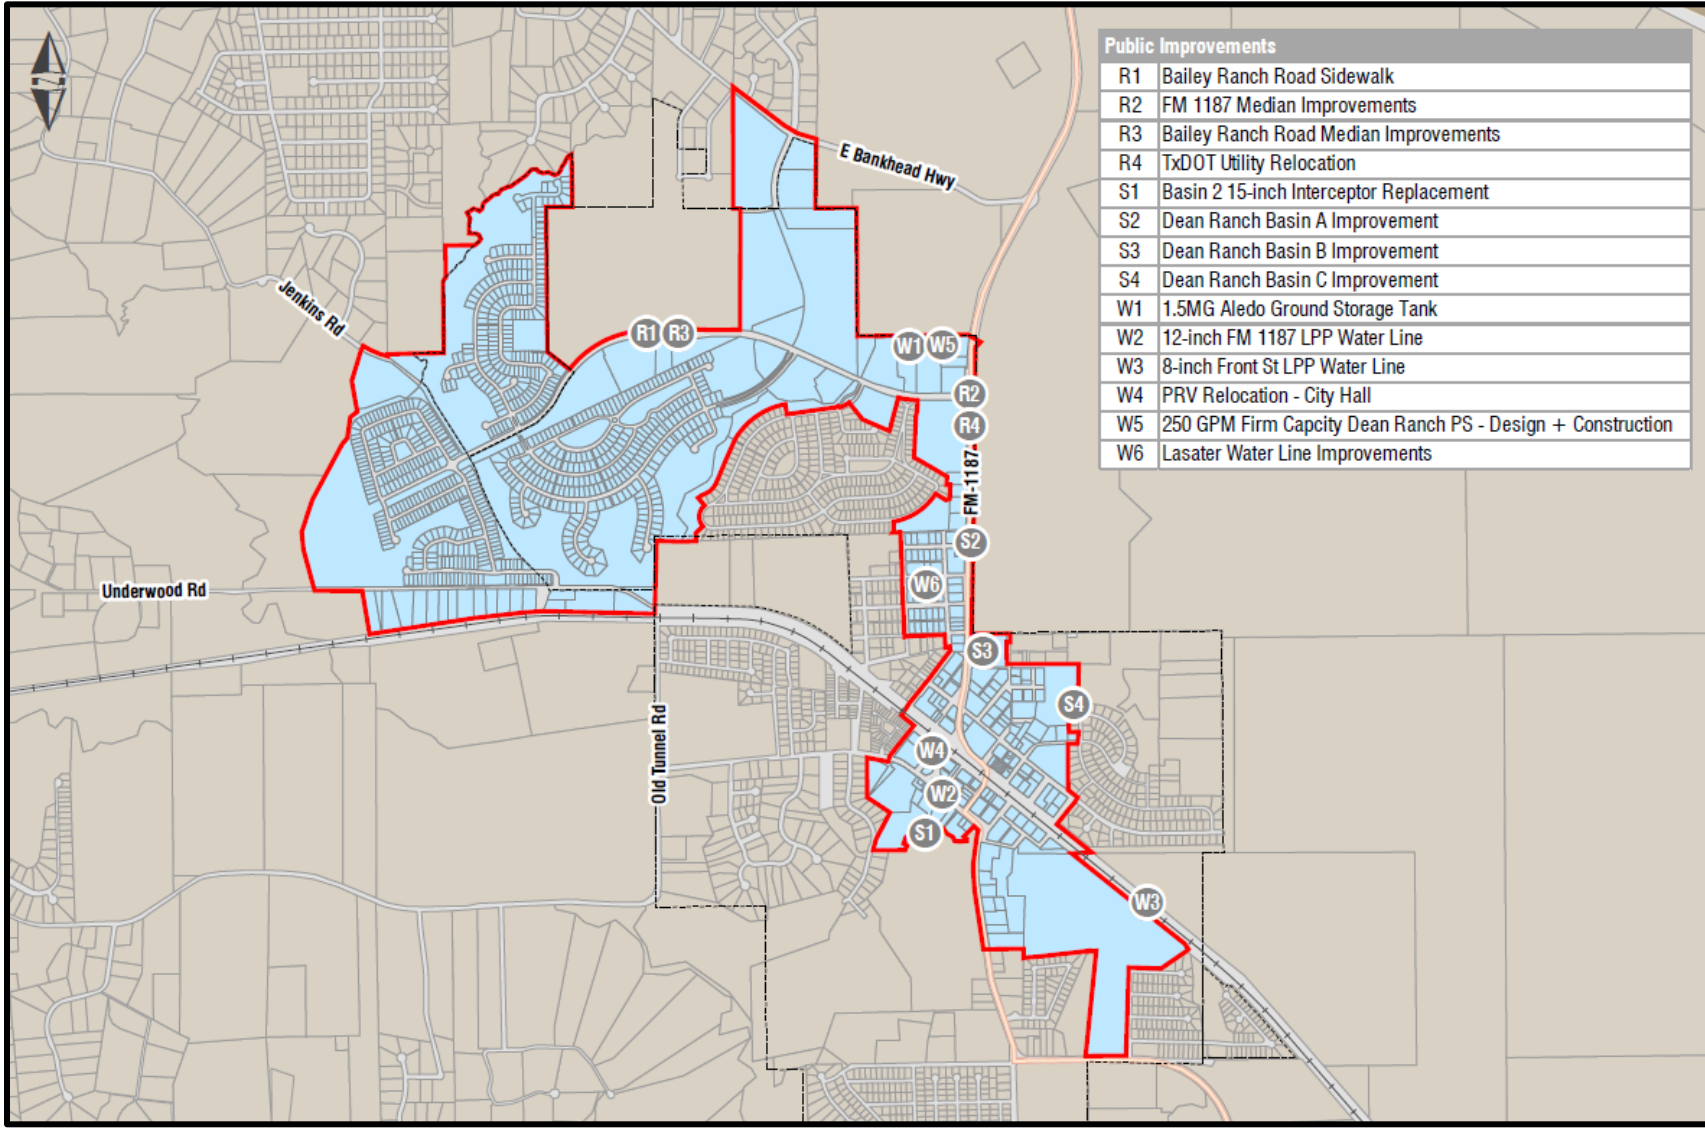 Public Improvements
R1 Bailey Ranch Road Sidewalk
R2 FM 1187 Median Improvements
R3 Bailey Ranch Road Median Improvements
R4 TxDOT Utility Relocation
S1 Basin 2 15-inch Interceptor Replacement
S2 Dean Ranch Basin A Improvement
S3 Dean Ranch Basin B Improvement
S4 Dean Ranch Basin C Improvement
W1 1.5MG Aledo Ground Storage Tank
W2 12-inch FM 1187 LPP Water Line
W3 8-inch Front St LPP Water Line
W4 PRV Relocation - City Hall
W5 250 GPM Firm Capcity Dean Ranch PS - Design + Construction
W6 Lasater Water Line Improvements
N
E Bankhead Hwy
Jenkins Rd
R1 R3
W1 W5
R2
R4
FM-1187
S2
W6
Underwood Rd
S3
S4
Old Tunnel Rd
W4
W2
S1
W3